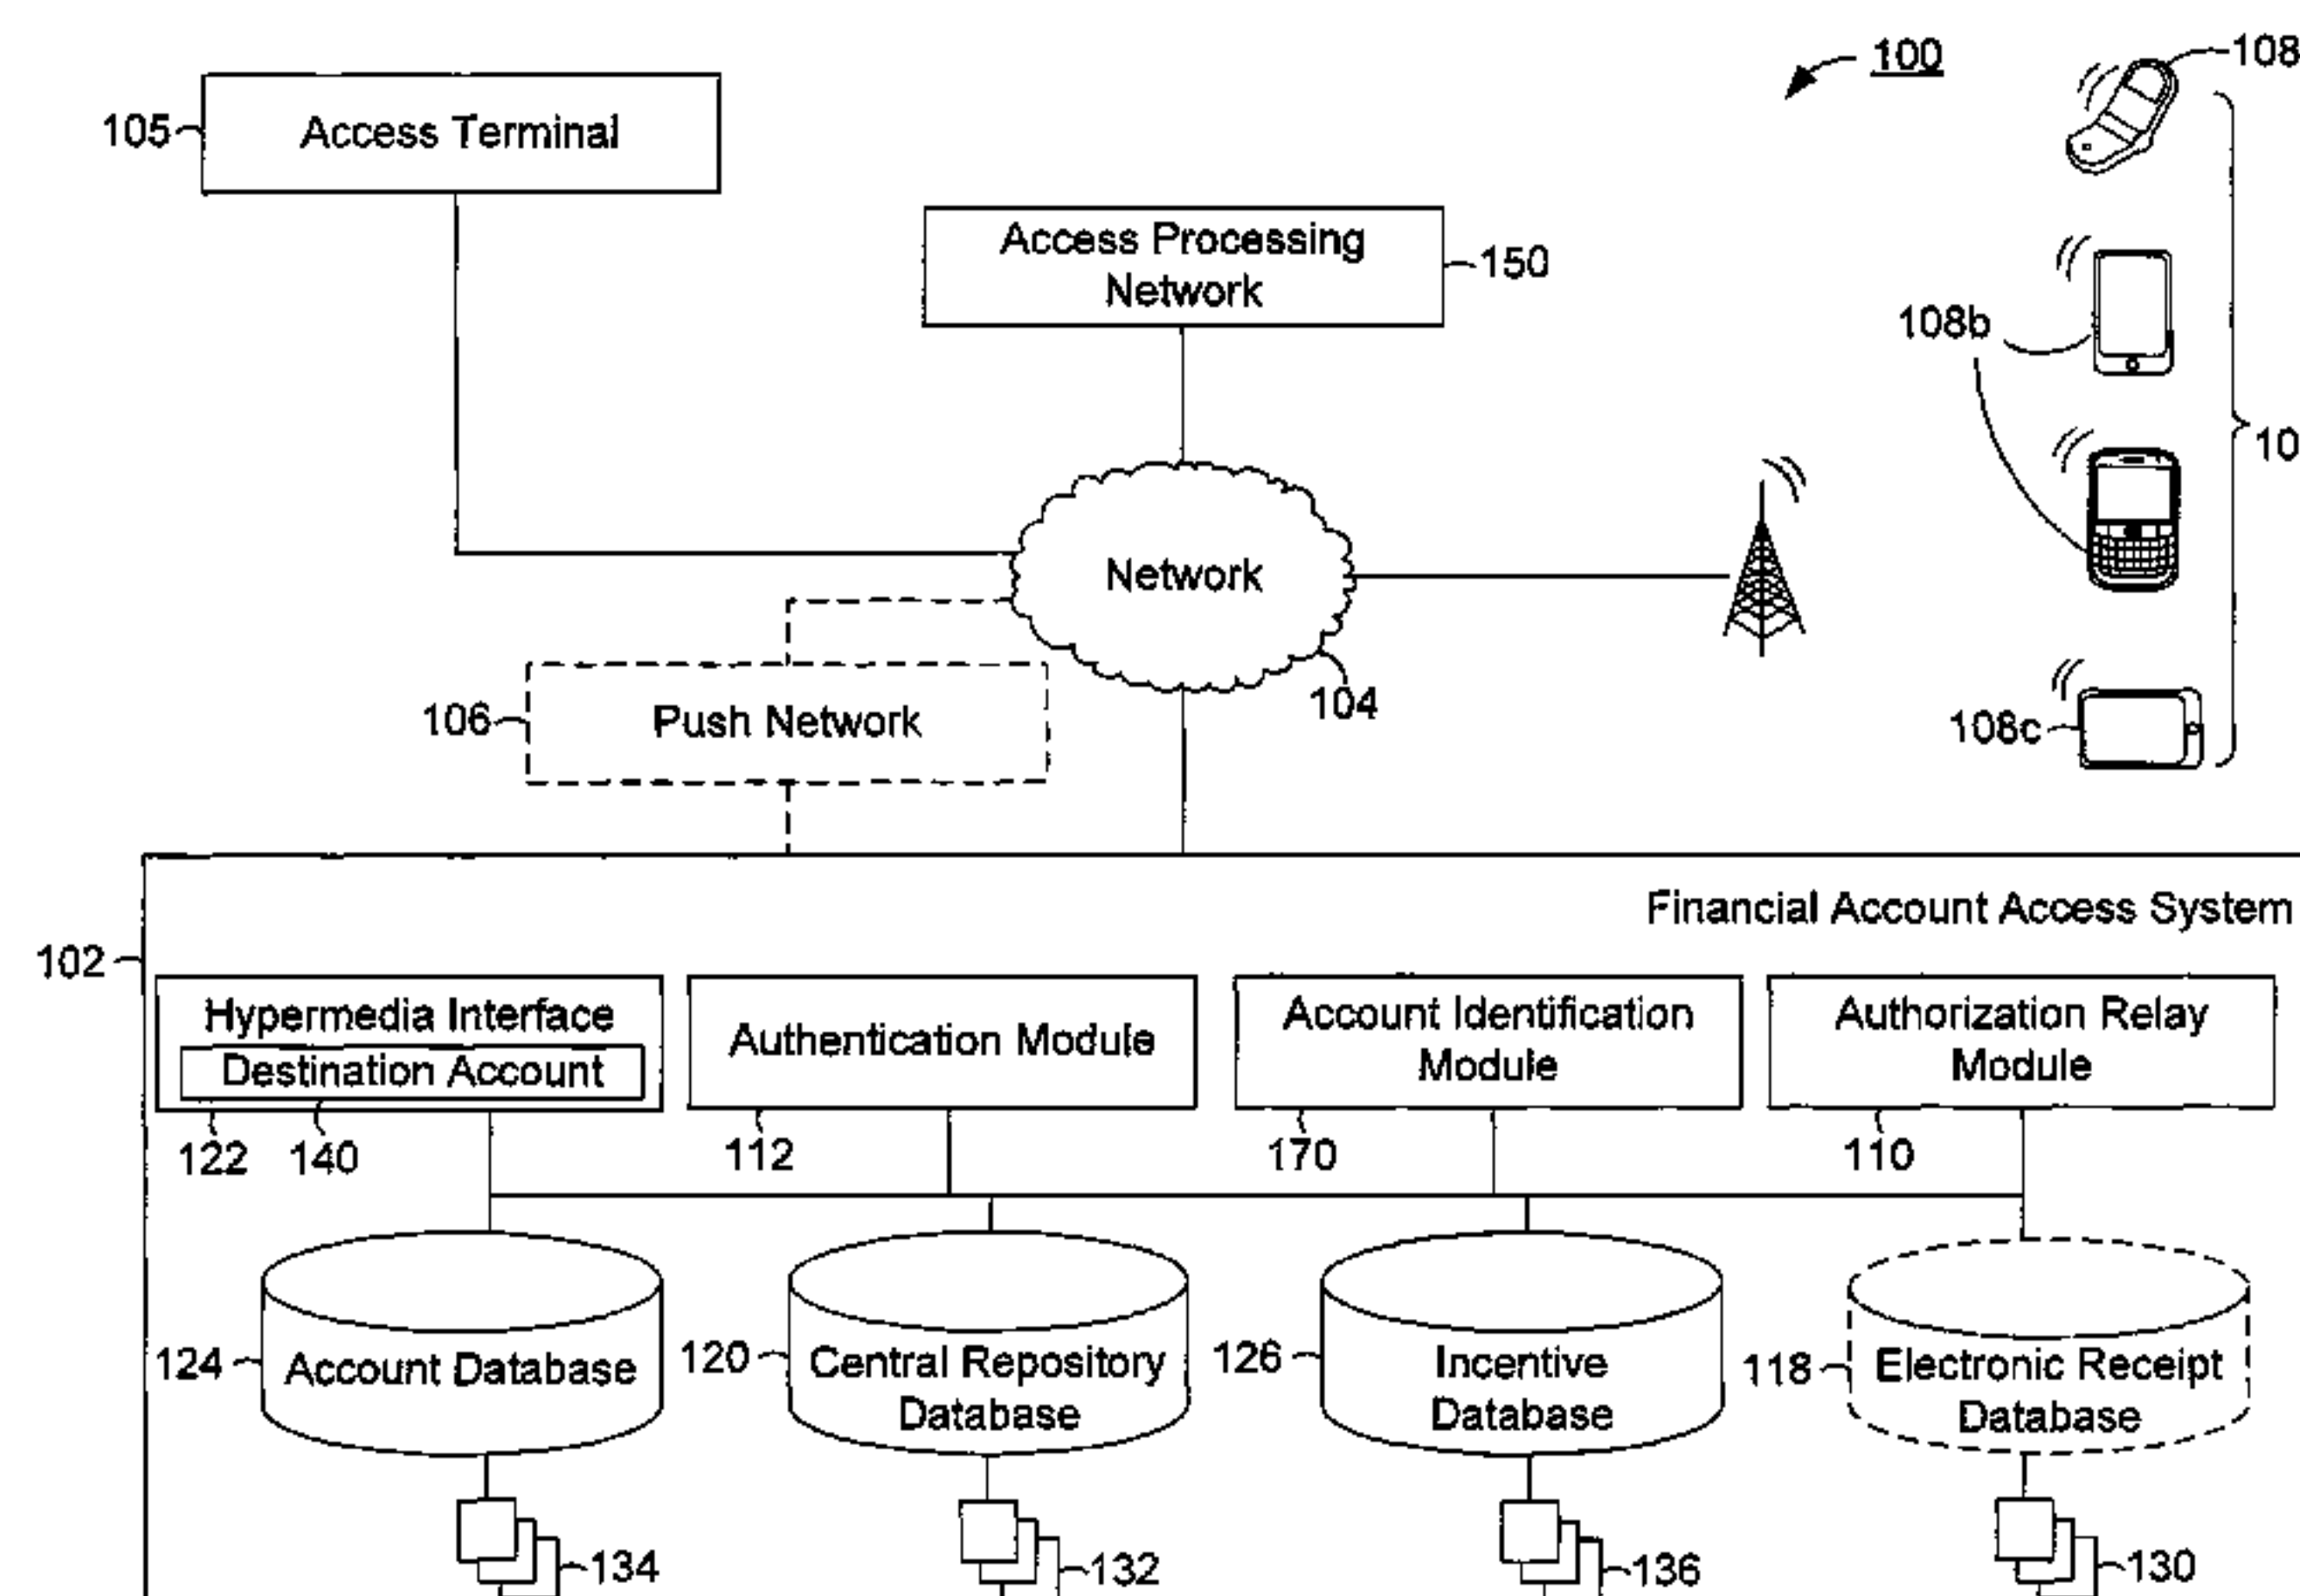 100
108
105
Access Terminal
Access Processing
Network
150
108b
10
Network
104
106
Push Network
108c
Financial Account Access System
102
Hypermedia Interface
Destination Account
Authentication Module
Account Identification
Module
Authorization Relay
Module
122
140
112
170
110
124
Account Database
120
Central Repository
Database
126
Incentive
Database
118
Electronic Receipt
Database
134
132
136
130